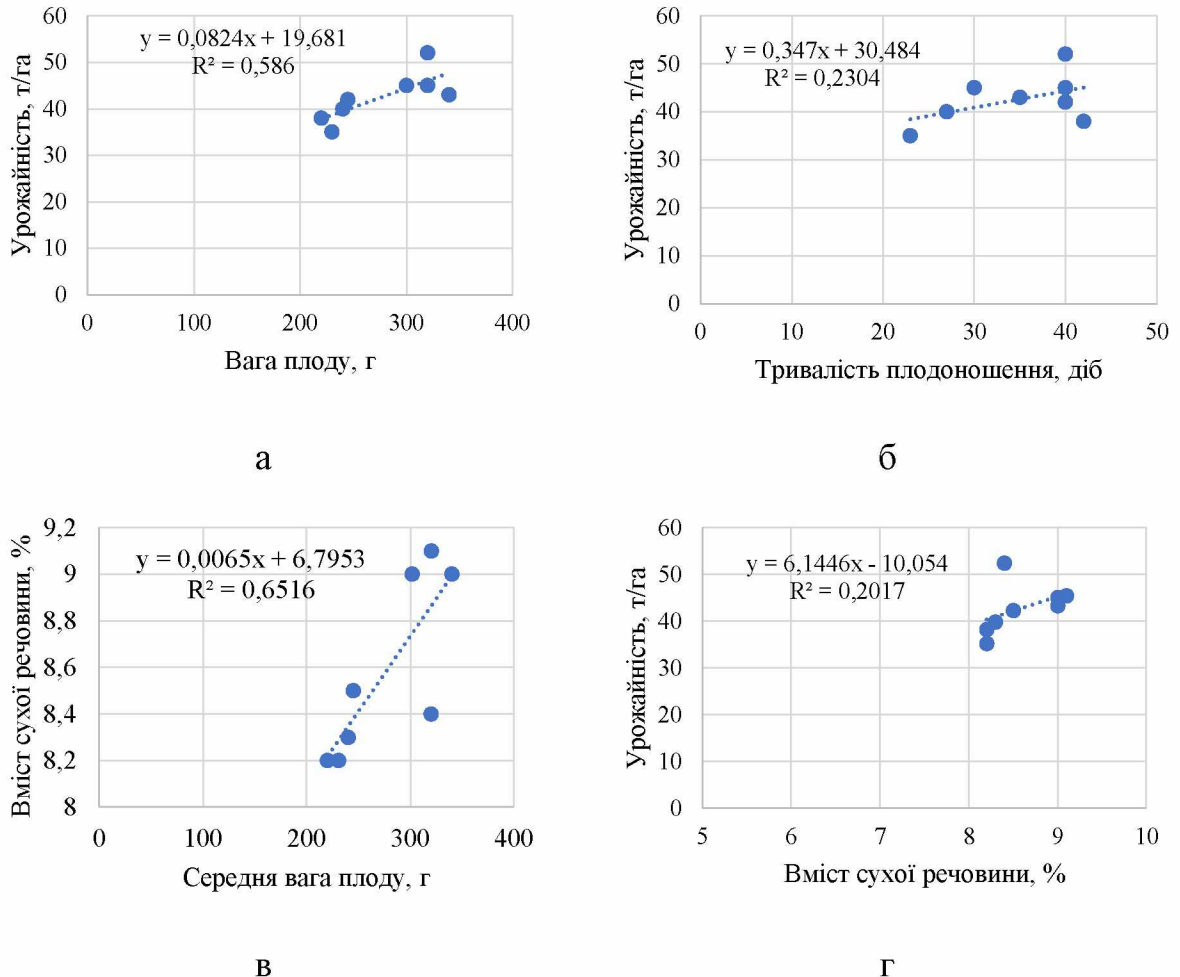 Урожайність, т/га
60
50
40
30
20
10
0
y = 0,0824x + 19,681
R² = 0,586
0 100 200 300 400
Вага плоду, г
а
Урожайність, т/га
60
50
40
30
20
10
0
y = 0,347x + 30,484
R² = 0,2304
0 10 20 30 40 50
Тривалість плодоношення, діб
б
Вміст сухої речовини, %
9,2
9
8,8
8,6
8,4
8,2
8
y = 0,0065x + 6,7953
R² = 0,6516
0 100 200 300 400
Середня вага плоду, г
в
Урожайність, т/га
60
50
40
30
20
10
0
y = 6,1446x - 10,054
R² = 0,2017
5 6 7 8 9 10
Вміст сухої речовини, %
г